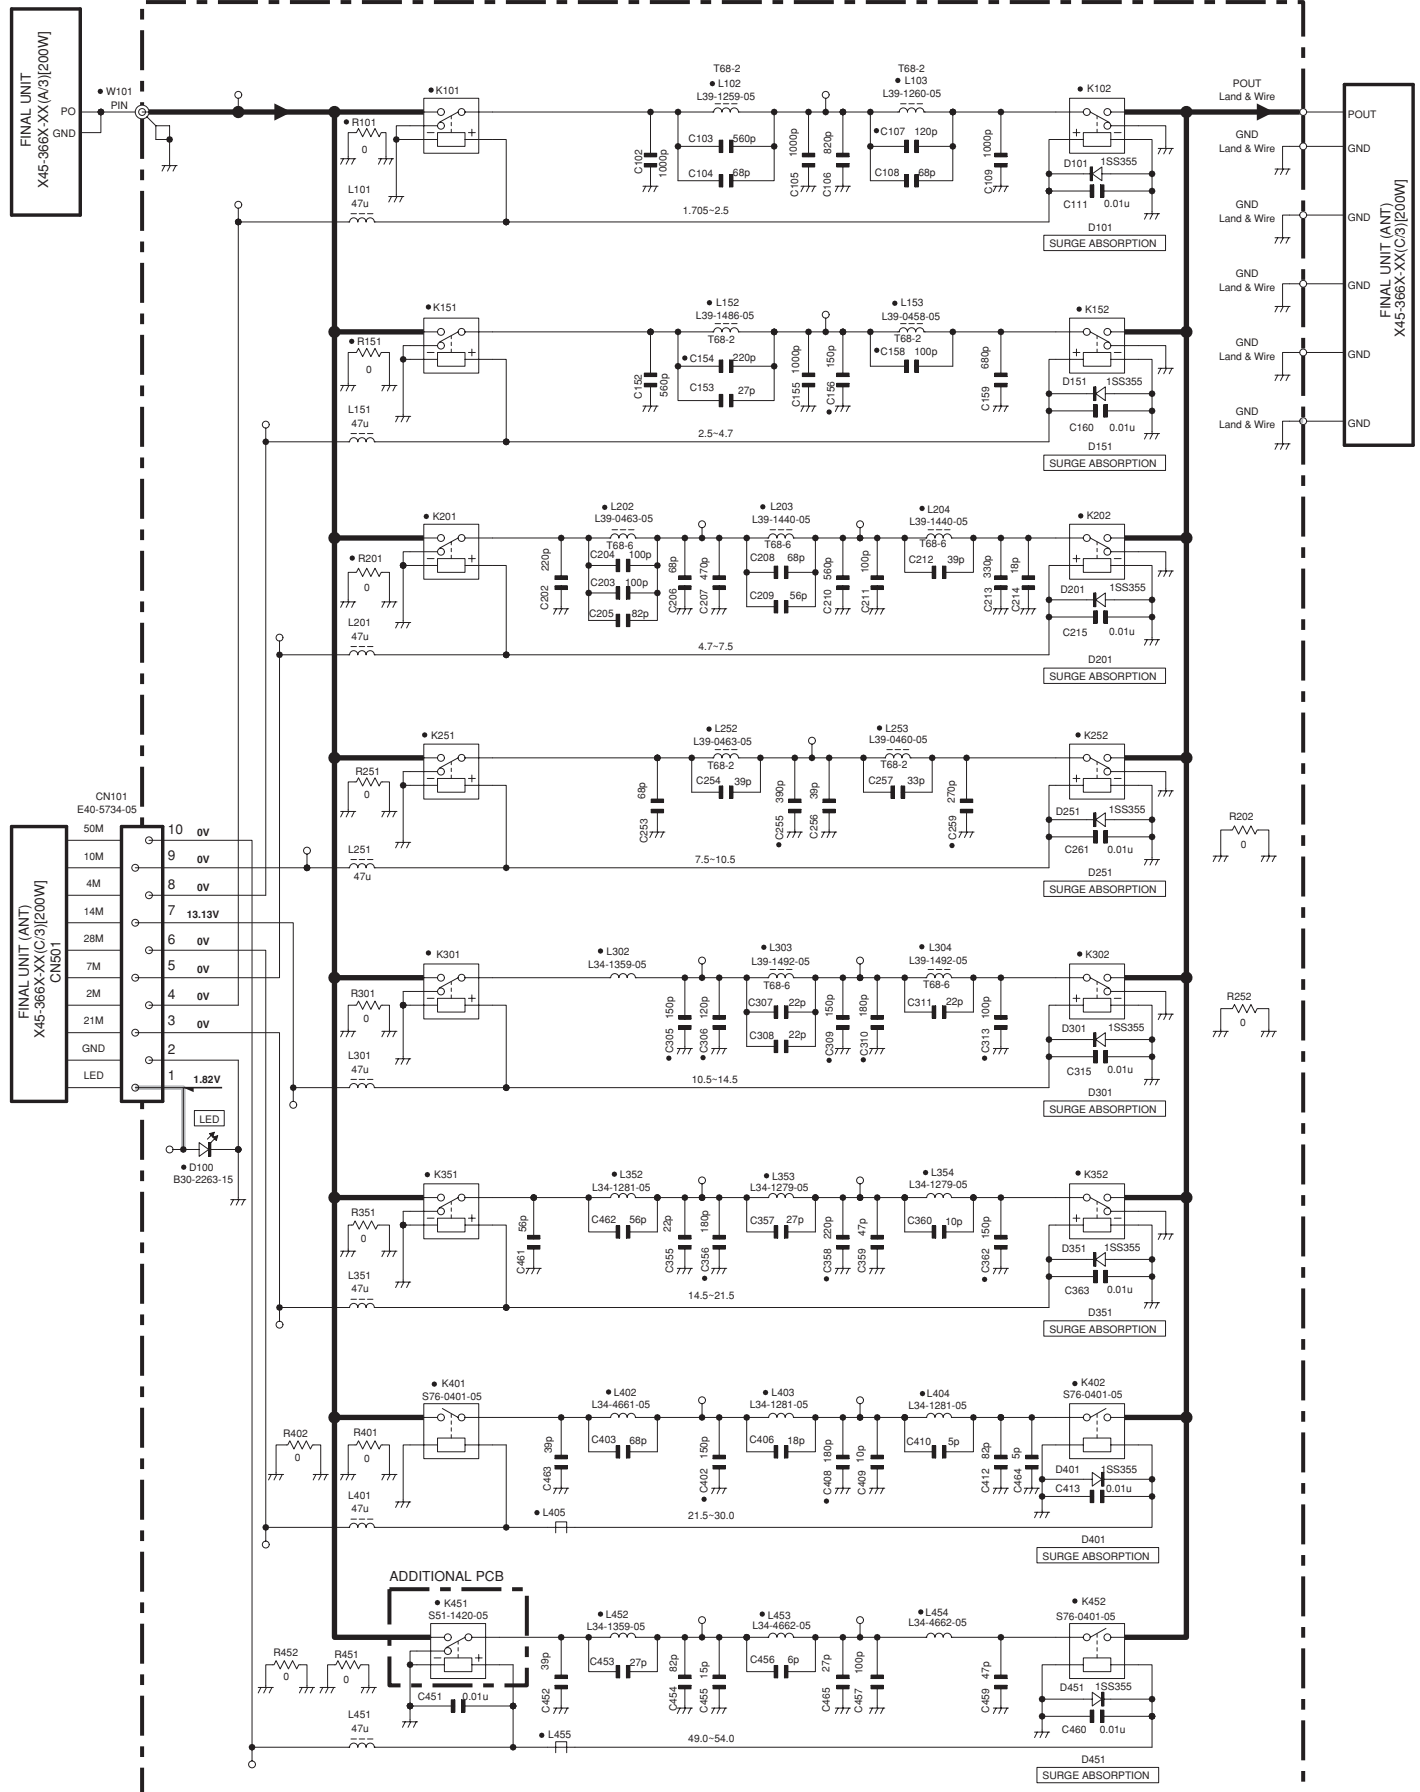 FINAL UNIT
X45-366X-XX(A/3)[200W]
PO
GND
W101
PIN
K101
R101
0
L101
47u
T68-2
L102
L39-1259-05
C103 560p
C104 68p
C102
1000p
C105
1000p
C106
820p
T68-2
L103
L39-1260-05
C107 120p
C108 68p
C109
1000p
1.705~2.5
K102
D101 1SS355
C111 0.01u
D101
SURGE ABSORPTION
POUT
Land & Wire
GND
Land & Wire
GND
Land & Wire
GND
Land & Wire
GND
Land & Wire
GND
Land & Wire
POUT
GND
GND
GND
GND
GND
FINAL UNIT (ANT)
X45-366X-XX(C/3)[200W]
K151
R151
0
L151
47u
C152
560p
L152
L39-1486-05
T68-2
C154 220p
C153 27p
C155
1000p
C156
150p
L153
L39-0458-05
T68-2
C158 100p
C159
680p
2.5~4.7
K152
D151 1SS355
C160 0.01u
D151
SURGE ABSORPTION
K201
R201
0
L201
47u
C202
220p
L202
L39-0463-05
T68-6
C204 100p
C203 100p
C205 82p
C206
68p
C207
470p
L203
L39-1440-05
T68-6
C208 68p
C209 56p
C210
560p
C211
100p
L204
L39-1440-05
T68-6
C212 39p
C213
330p
C214
18p
4.7~7.5
K202
D201 1SS355
C215 0.01u
D201
SURGE ABSORPTION
K251
R251
0
L251
47u
C253
68p
L252
L39-0463-05
T68-2
C254 39p
C255
390p
C256
39p
L253
L39-0460-05
T68-2
C257 33p
C259
270p
7.5~10.5
K252
D251 1SS355
C261 0.01u
D251
SURGE ABSORPTION
R202
0
CN101
E40-5734-05
FINAL UNIT (ANT)
X45-366X-XX(C/3)[200W]
CN501
50M 10 0V
10M 9 0V
4M 8 0V
14M 7 13.13V
28M 6 0V
7M 5 0V
2M 4 0V
21M 3 0V
GND 2
LED 1 1.82V
LED
D100
B30-2263-15
K301
R301
0
L301
47u
L302
L34-1359-05
C305
150p
C306
120p
L303
L39-1492-05
T68-6
C307 22p
C308 22p
C309
150p
C310
180p
L304
L39-1492-05
T68-6
C311 22p
C313
100p
10.5~14.5
K302
D301 1SS355
C315 0.01u
D301
SURGE ABSORPTION
R252
0
K351
R351
0
L351
47u
C461
56p
L352
L34-1281-05
C462 56p
C355
22p
C356
180p
L353
L34-1279-05
C357 27p
C358
220p
C359
47p
L354
L34-1279-05
C360 10p
C362
150p
14.5~21.5
K352
D351 1SS355
C363 0.01u
D351
SURGE ABSORPTION
K401
S76-0401-05
R402
0
R401
0
L401
47u
L405
C463
39p
L402
L34-4661-05
C403 68p
C402
150p
L403
L34-1281-05
C406 18p
C408
180p
C409
10p
L404
L34-1281-05
C410 5p
C412
82p
C464
5p
21.5~30.0
K402
S76-0401-05
D401 1SS355
C413 0.01u
D401
SURGE ABSORPTION
ADDITIONAL PCB
K451
S51-1420-05
R452
0
R451
0
C451 0.01u
L451
47u
L455
C452
39p
L452
L34-1359-05
C453 27p
C454
82p
C455
15p
L453
L34-4662-05
C456 6p
C465
27p
C457
100p
L454
L34-4662-05
C459
47p
49.0~54.0
K452
S76-0401-05
D451 1SS355
C460 0.01u
D451
SURGE ABSORPTION